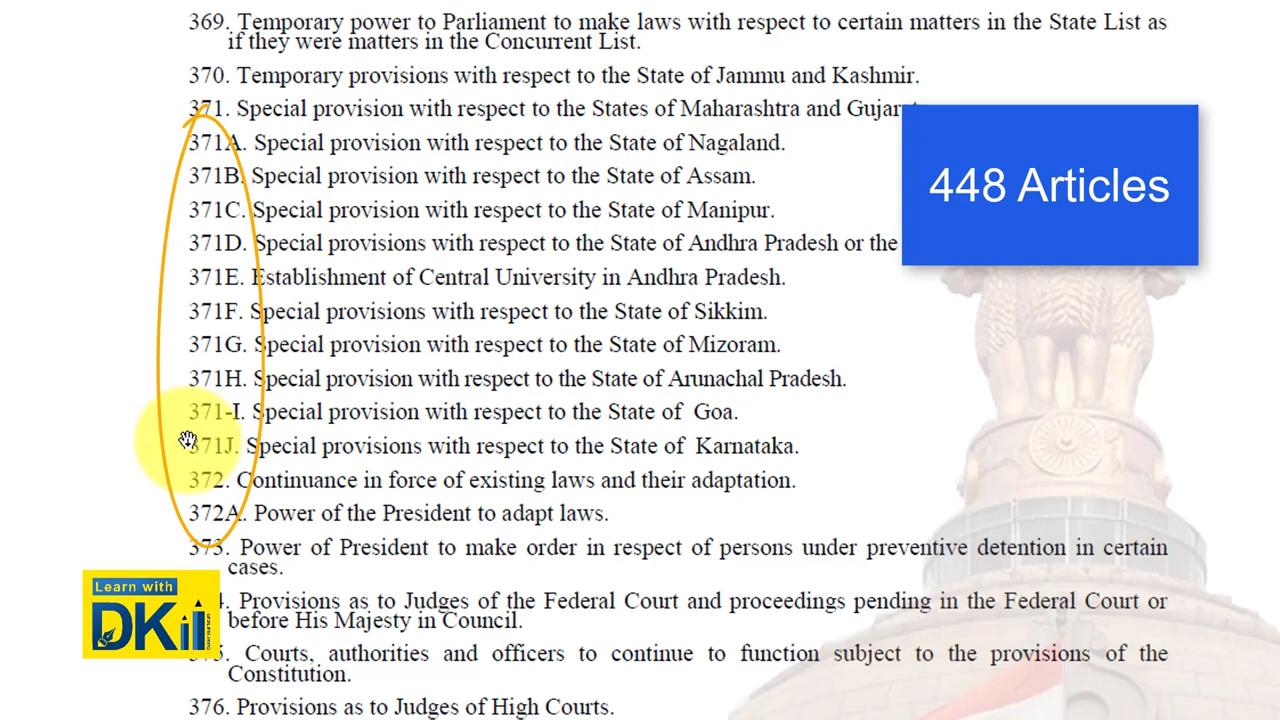 369. Temporary power to Parliament to make laws with respect to certain matters in the State List as
if they were matters in the Concurrent List.
370. Temporary provisions with respect to the State of Jammu and Kashmir.
371. Special provision with respect to the States of Maharashtra and
371A. Special provision with respect to the State of Nagaland.
371B. Special provision with respect to the State of Assam.
371C. Special provision with respect to the State of Manipur.
371D. Special provisions with respect to the State of Andhra Pradesh or the
371E. Establishment of Central University in Andhra Pradesh.
371F. Special provisions with respect to the State of Sikkim.
371G. Special provision with respect to the State of Mizoram.
371H. Special provision with respect to the State of Arunachal Pradesh.
371-I. Special provision with respect to the State of Goa.
371J. Special provisions with respect to the State of Karnataka.
372. Continuance in force of existing laws and their adaptation.
372A. Power of the President to adapt laws.
373. Power of President to make order in respect of persons under preventive detention in certain
cases.
Provisions as to Judges of the Federal Court and proceedings pending in the Federal Court or
before His Majesty in Council.
Courts, authorities and officers to continue to function subject to the provisions of the
Constitution.
376. Provisions as to Judges of High Courts.
448 Articles
Learn with
DK